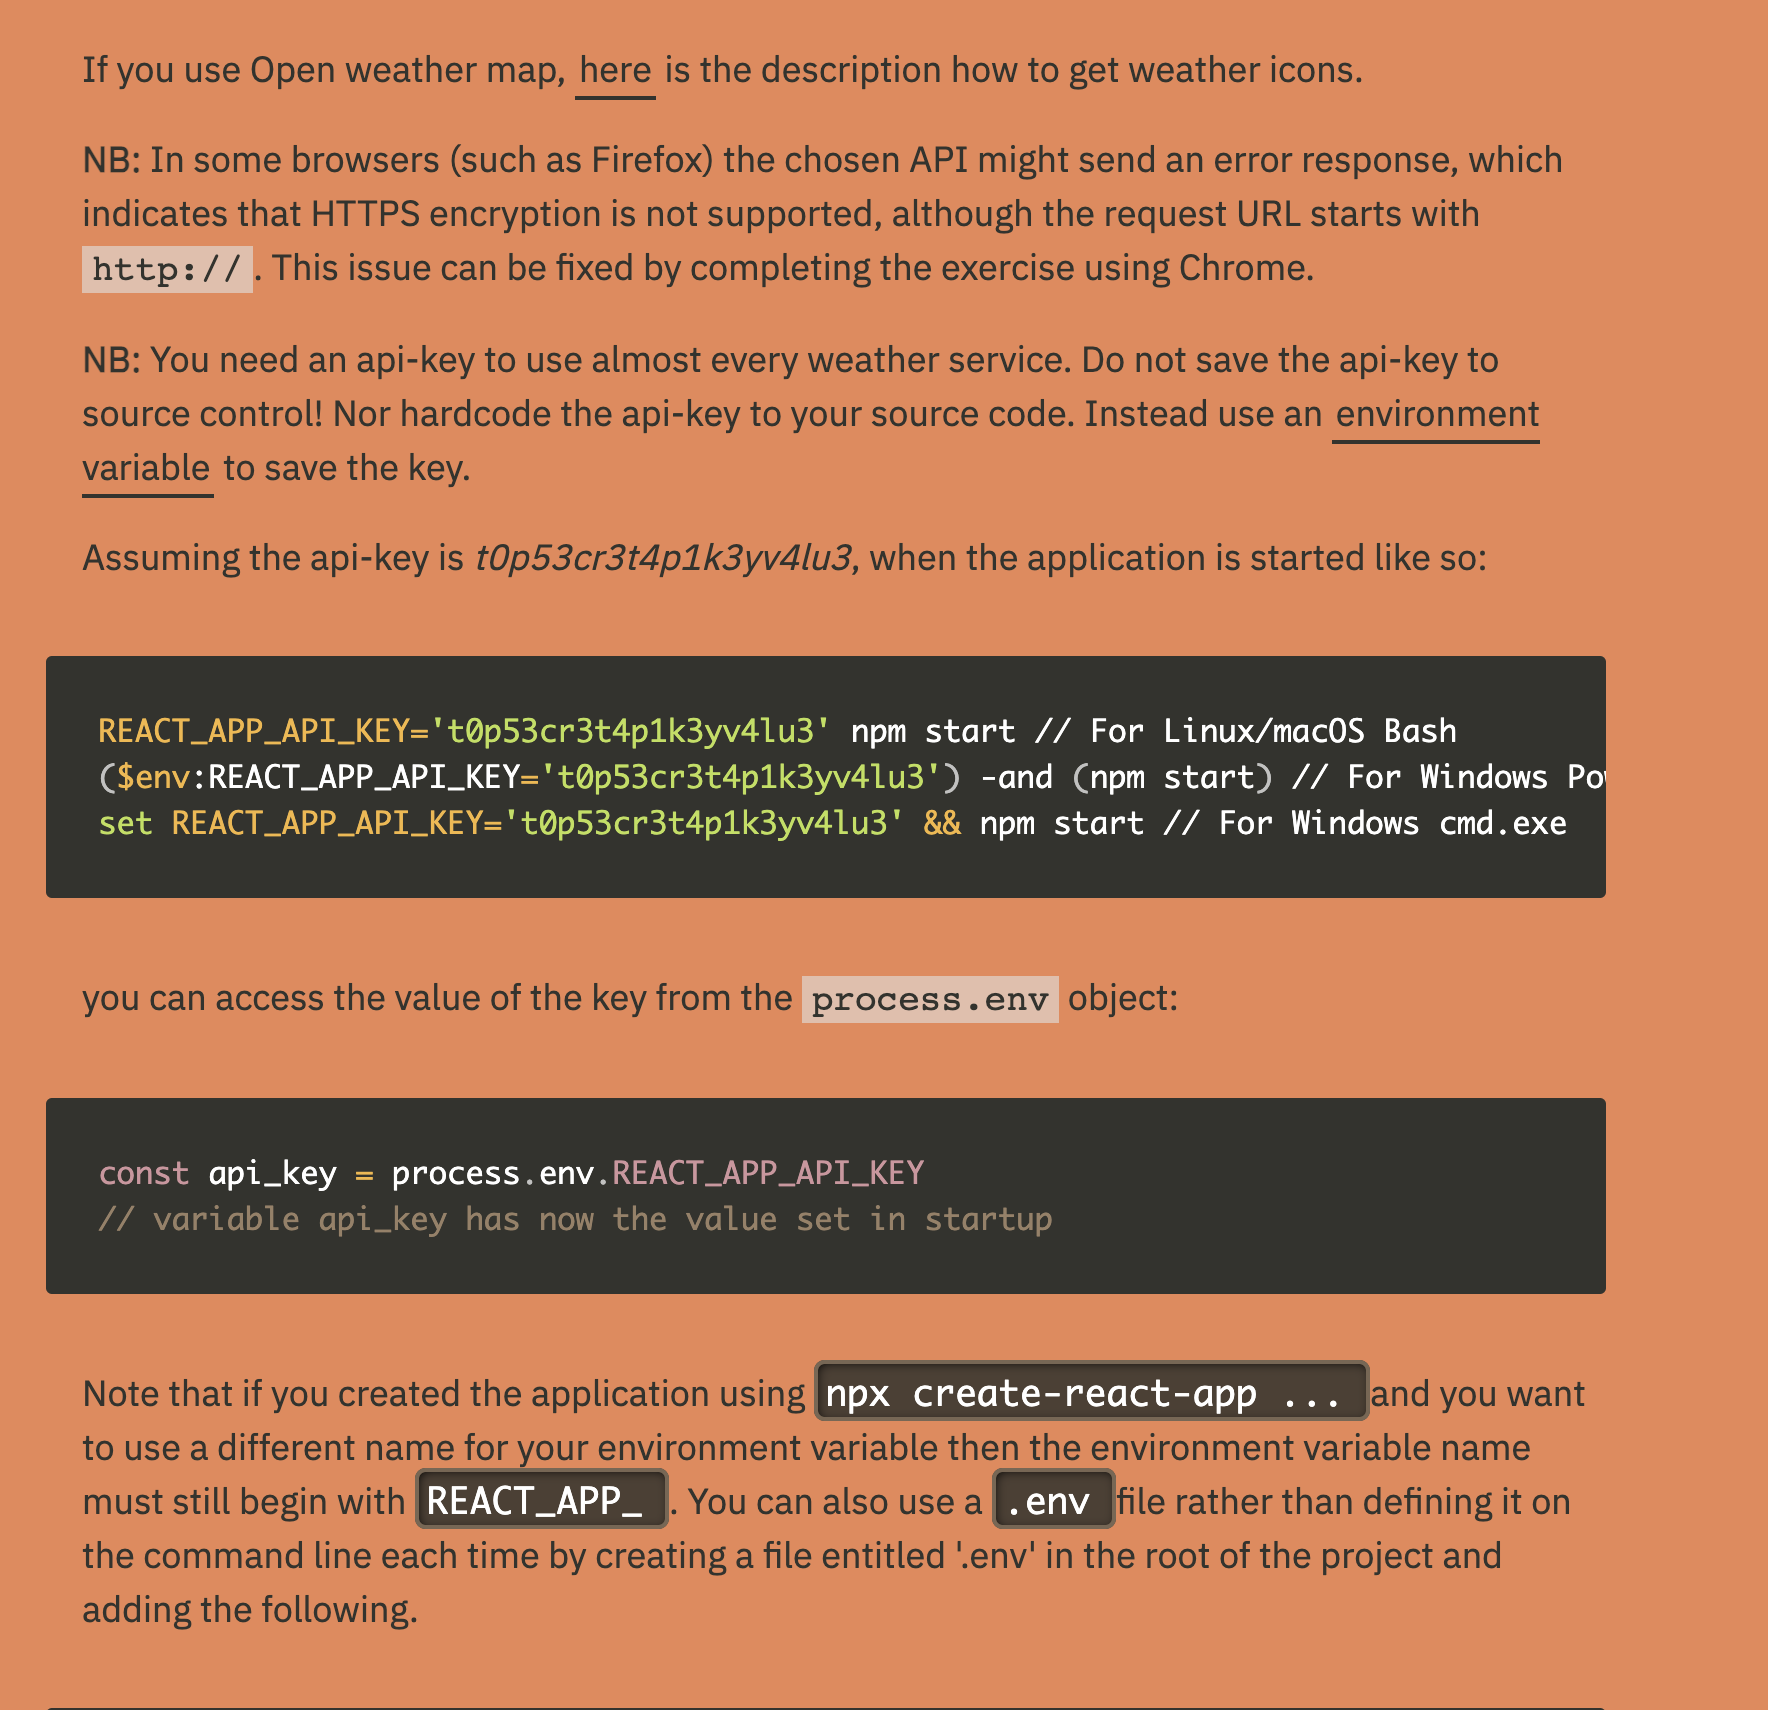 If you use Open weather map, here is the description how to get weather icons.
NB: In some browsers (such as Firefox) the chosen API might send an error response, which
indicates that HTTPS encryption is not supported, although the request URL starts with
http://. This issue can be fixed by completing the exercise using Chrome.
NB: You need an api-key to use almost every weather service. Do not save the api-key to
source control! Nor hardcode the api-key to your source code. Instead use an environment
variable to save the key.
Assuming the api-key is t0p53cr3t4p1k3yv4lu3, when the application is started like so:
REACT_APP_API_KEY='t0p53cr3t4p1k3yv4lu3' npm start // For Linux/macOS Bash
($env:REACT_APP_API_KEY='t0p53cr3t4p1k3yv4lu3') -and (npm start) // For Windows
set REACT_APP_API_KEY='t0p53cr3t4p1k3yv4lu3' && npm start // For Windows cmd.exe
you can access the value of the key from the process.env object:
const api_key = process.env.REACT_APP_API_KEY
// variable api_key has now the value set in startup
Note that if you created the application using npx create-react-app ... and you want
to use a different name for your environment variable then the environment variable name
must still begin with REACT_APP_. You can also use a .env file rather than defining it on
the command line each time by creating a file entitled '.env' in the root of the project and
adding the following.